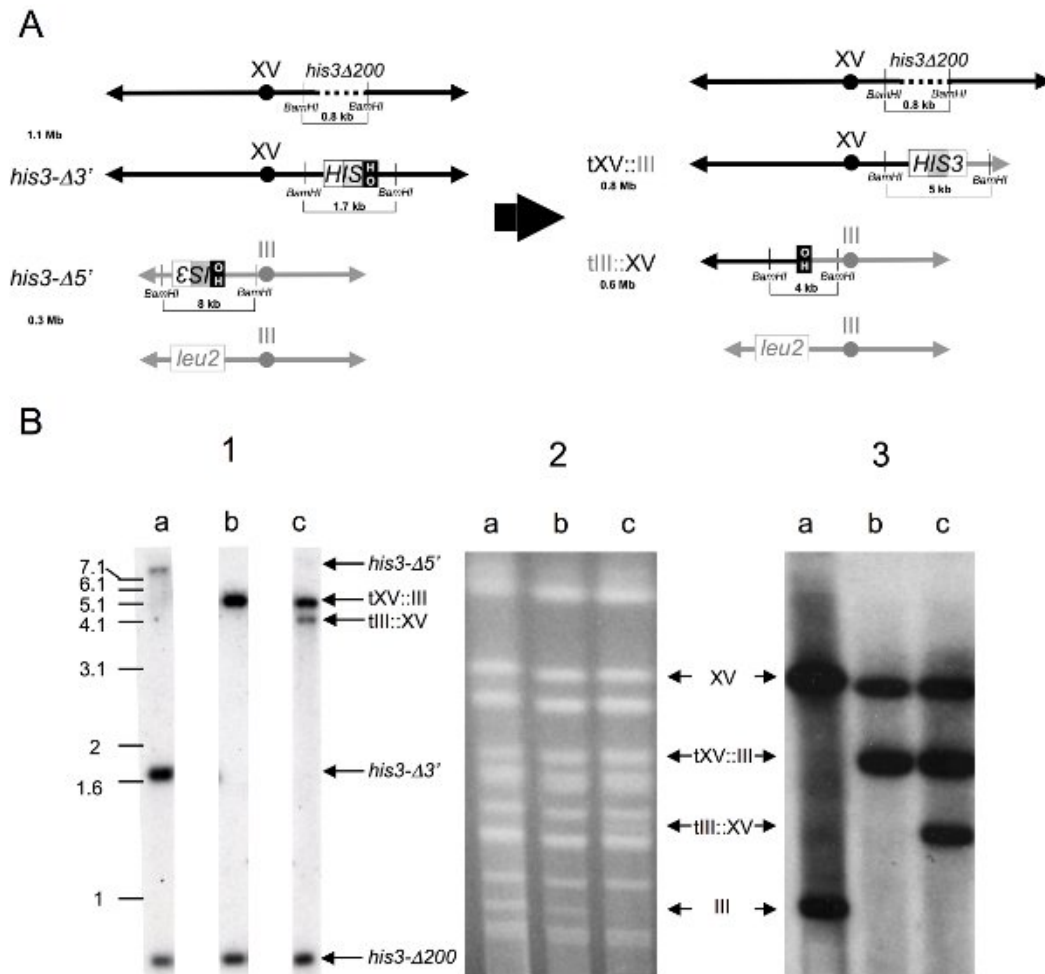 A
XV
his3Δ200
BamHI
BamHI
0.8 kb
1.1 Mb
XV
his3-Δ3'
HIS
HO
BamHI
BamHI
1.7 kb
III
his3-Δ5'
IS3
HO
BamHI
BamHI
8 kb
0.3 Mb
III
leu2
XV
his3Δ200
BamHI
BamHI
0.8 kb
XV
tXV::III
HIS3
0.8 Mb
BamHI
BamHI
5 kb
III
tIII::XV
HO
0.6 Mb
BamHI
BamHI
4 kb
III
leu2
B
1
2
3
a
b
c
a
b
c
a
b
c
7.1
6.1
5.1
4.1
3.1
2
1.6
1
his3-Δ5'
tXV::III
tIII::XV
his3-Δ3'
his3-Δ200
XV
tXV::III
tIII::XV
III